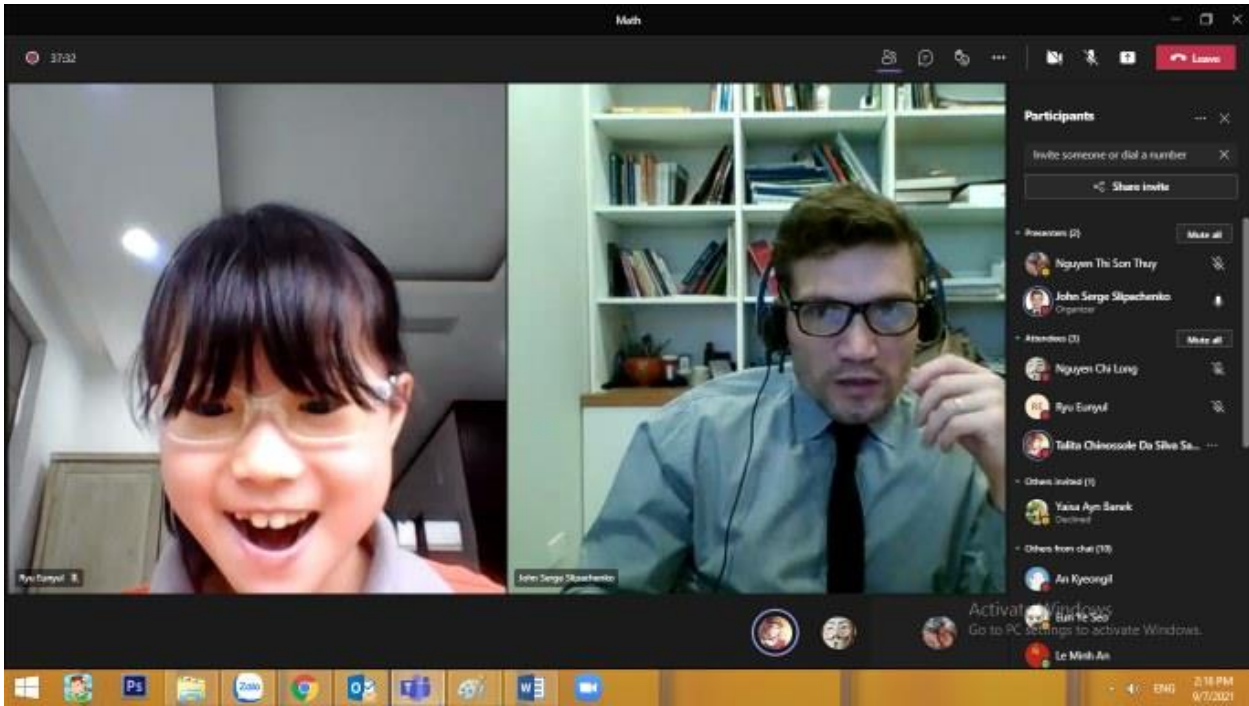 Math
37:32
Leave
Participants
Invite someone or dial a number
Share invite
Presenters (2)
Mute all
Nguyen Thi Son Thuy
John Serge Slipachenko
Organizer
Attendees (3)
Mute all
Nguyen Chi Long
RE
Ryu Eunyul
Talita Chinossole Da Silva Sa...
Others invited (1)
Yaisa Ayn Banek
Declined
Others from chat (10)
An Kyeongil
Eun Ye Seo
Le Minh An
Ryu Eunyul
John Serge Slipachenko
Activate Windows
Go to PC settings to activate Windows.
Ps
Zalo
ENG
2:18 PM
9/7/2021